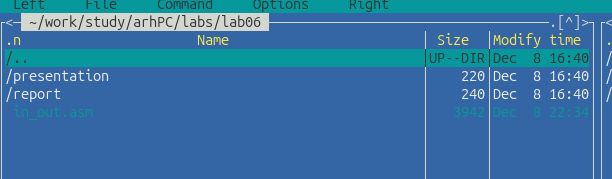 Left File Command Options Right
<─ ~/work/study/arhPC/labs/lab06 ─.[^]>
.n Name Size Modify time
/.. UP--DIR Dec 8 16:40
/presentation 220 Dec 8 16:40
/report 240 Dec 8 16:40
in_out.asm 3942 Dec 8 22:34